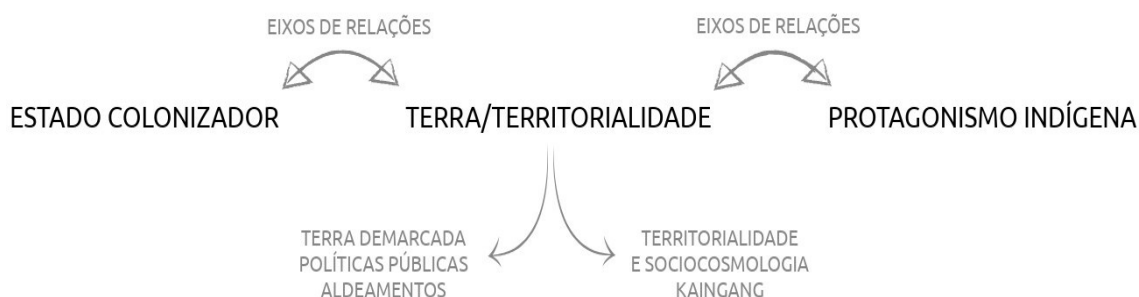 EIXOS DE RELAÇÕES
EIXOS DE RELAÇÕES
ESTADO COLONIZADOR
TERRA/TERRITORIALIDADE
PROTAGONISMO INDÍGENA
TERRA DEMARCADA
POLÍTICAS PÚBLICAS
ALDEAMENTOS
TERRITORIALIDADE
E SOCIOCOSMOLOGIA
KAINGANG